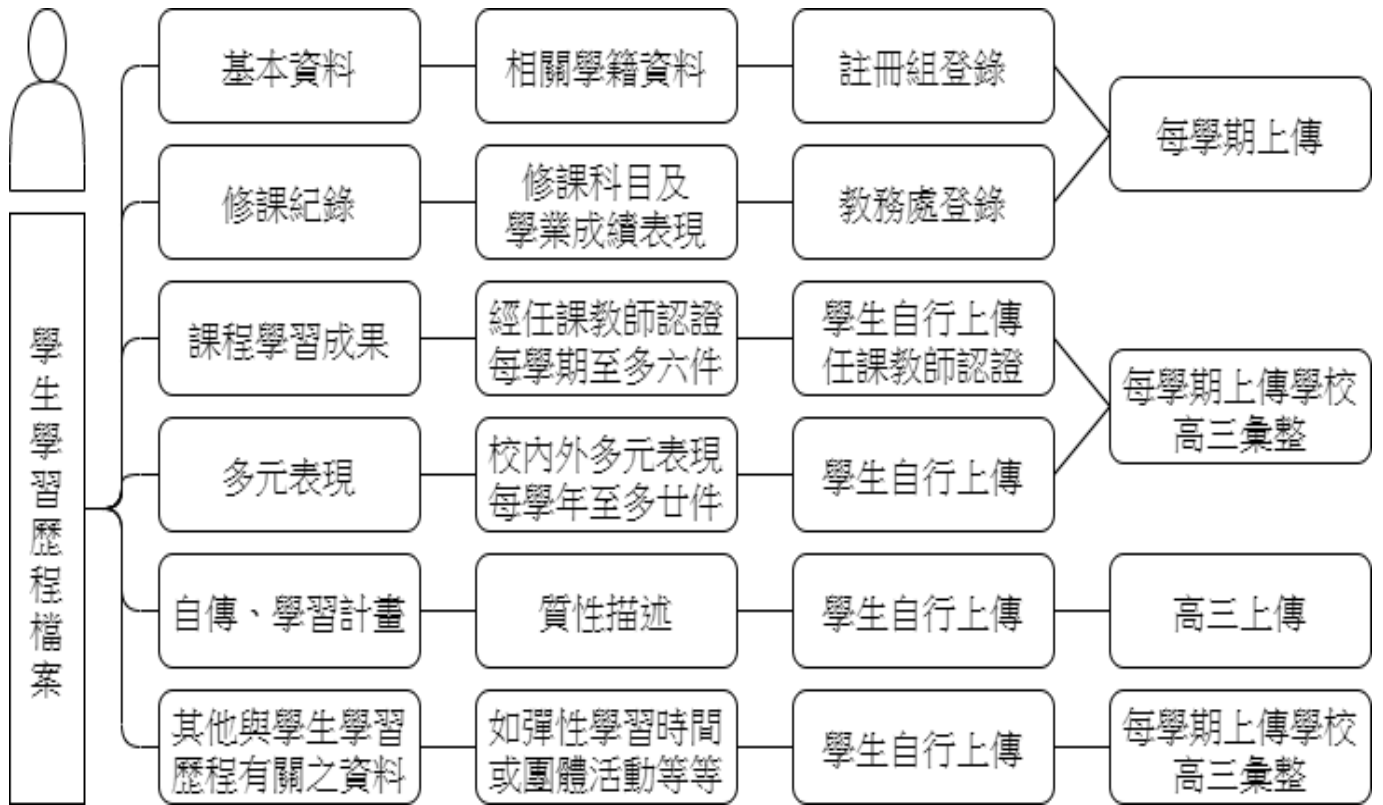 學生學習歷程檔案
基本資料
相關學籍資料
註冊組登錄
每學期上傳
修課紀錄
修課科目及
學業成績表現
教務處登錄
課程學習成果
經任課教師認證
每學期至多六件
學生自行上傳
任課教師認證
每學期上傳學校
高三彙整
多元表現
校內外多元表現
每學年至多廿件
學生自行上傳
自傳、學習計畫
質性描述
學生自行上傳
高三上傳
其他與學生學習
歷程有關之資料
如彈性學習時間
或團體活動等等
學生自行上傳
每學期上傳學校
高三彙整